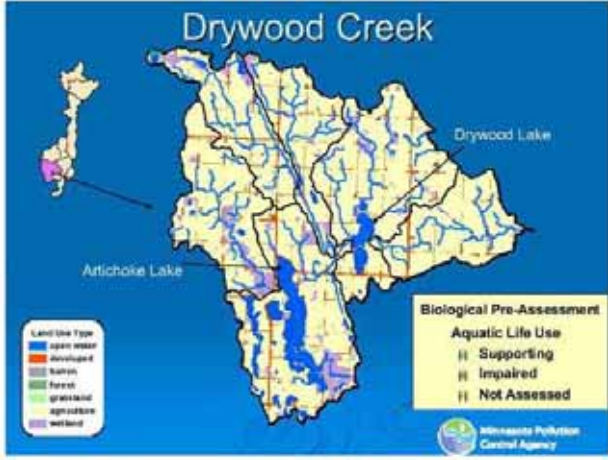 Drywood Creek
Drywood Lake
Artichoke Lake
Land Use Type
open water
developed
barren
forest
grassland
agriculture
wetland
Biological Pre-Assessment
Aquatic Life Use
Supporting
Impaired
Not Assessed
Minnesota Pollution
Control Agency